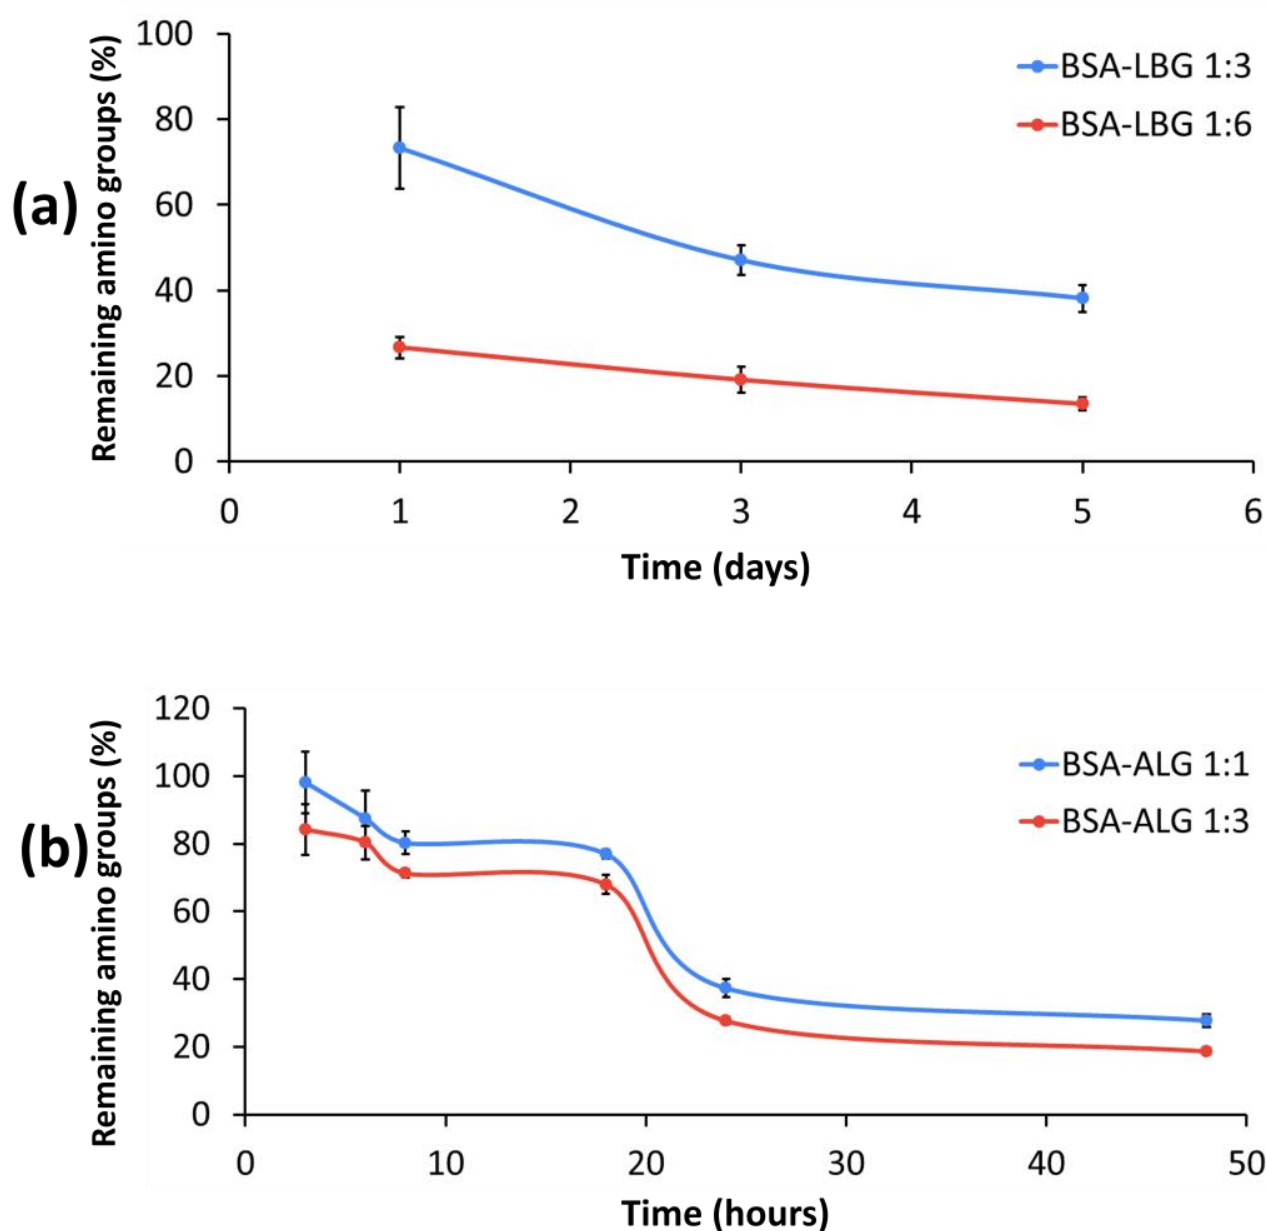 (a)
Remaining amino groups (%)
100
80
60
40
20
0
BSA-LBG 1:3
BSA-LBG 1:6
0 1 2 3 4 5 6
Time (days)
(b)
Remaining amino groups (%)
120
100
80
60
40
20
0
BSA-ALG 1:1
BSA-ALG 1:3
0 10 20 30 40 50
Time (hours)